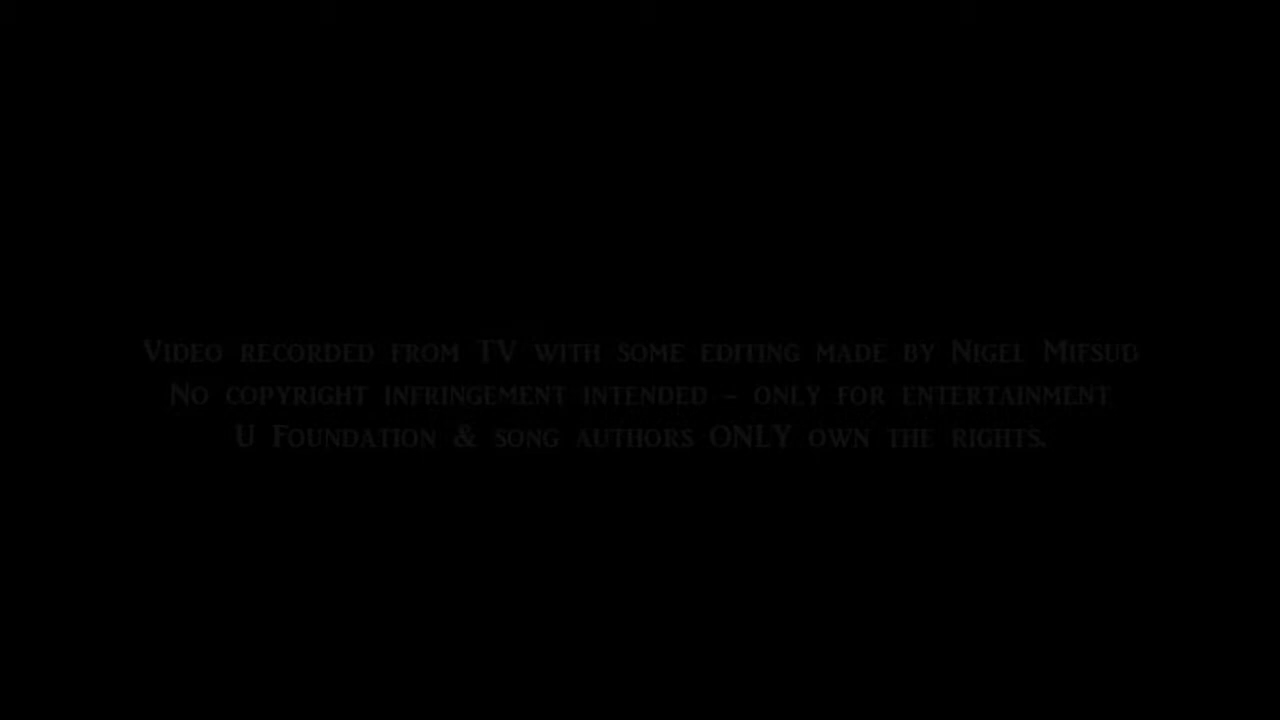 Video recorded from TV with some editing made by Nigel Mifsud
No copyright infringement intended - only for entertainment
U Foundation & song authors ONLY own the rights.